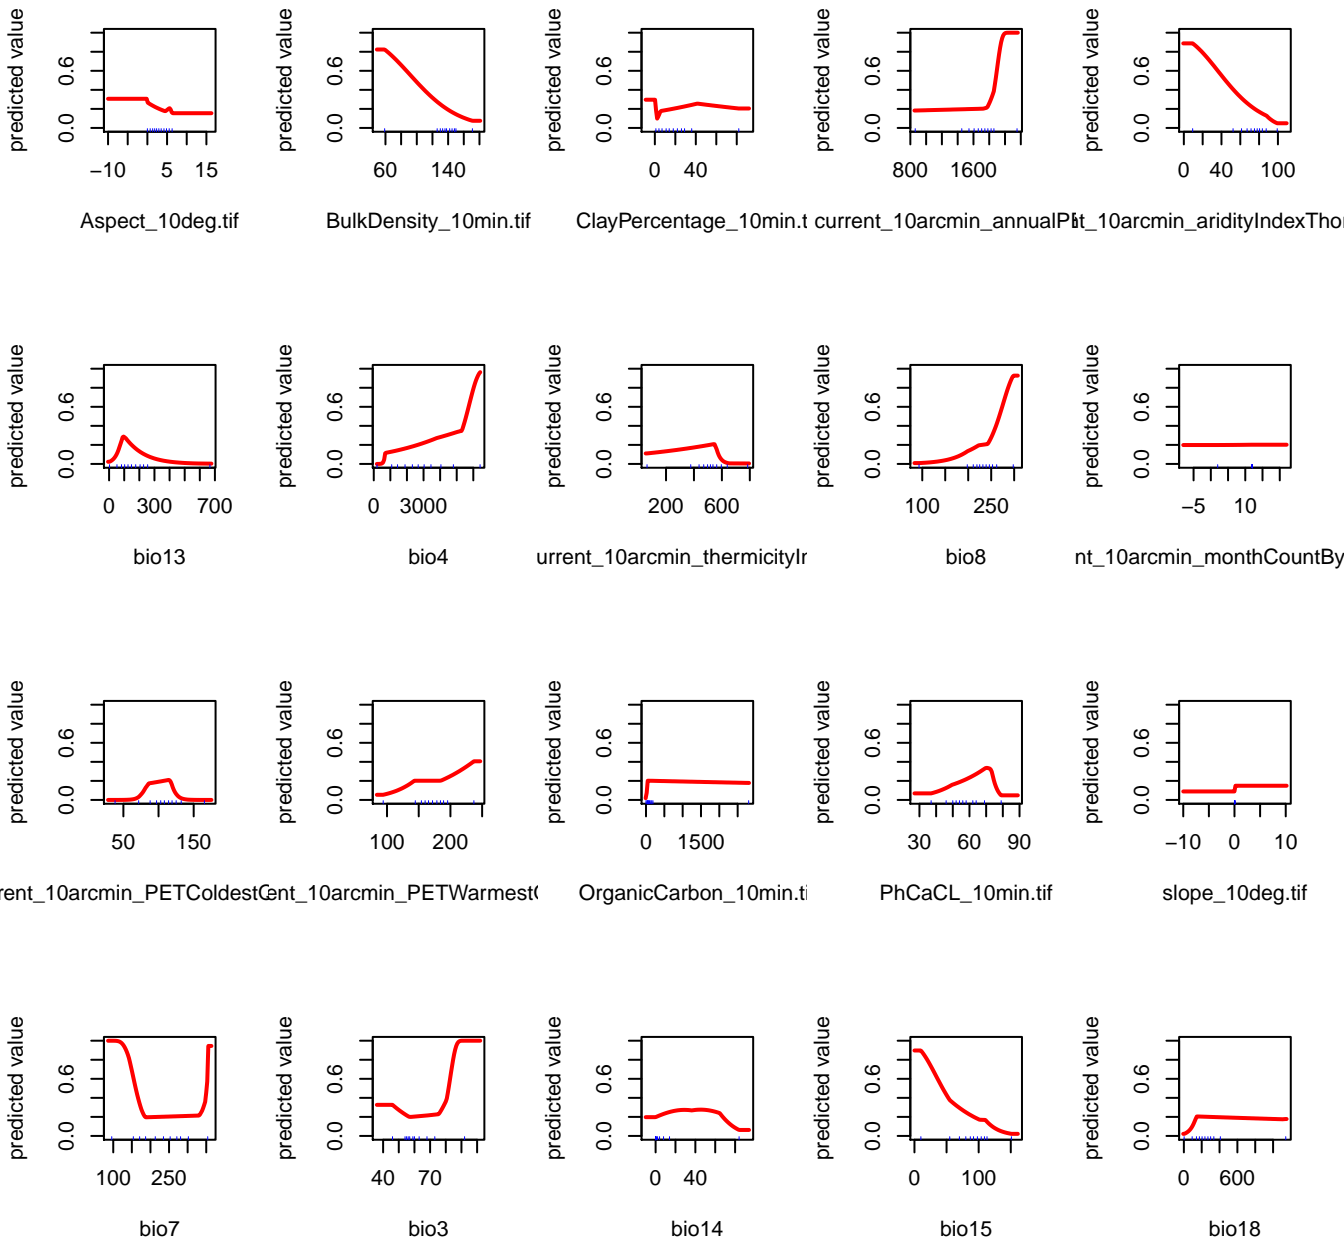 predicted value
0.0 0.6
-10 5 15
Aspect_10deg.tif
predicted value
0.0 0.6
60 140
BulkDensity_10min.tif
predicted value
0.0 0.6
0 40
ClayPercentage_10min.t
predicted value
0.0 0.6
800 1600
current_10arcmin_annualP
predicted value
0.0 0.6
0 40 100
t_10arcmin_aridityIndexThor
predicted value
0.0 0.6
0 300 700
bio13
predicted value
0.0 0.6
0 3000
bio4
predicted value
0.0 0.6
200 600
urrent_10arcmin_thermicityIr
predicted value
0.0 0.6
100 250
bio8
predicted value
0.0 0.6
-5 10
nt_10arcmin_monthCountBy
predicted value
0.0 0.6
50 150
rent_10arcmin_PETColdest
predicted value
0.0 0.6
100 200
ent_10arcmin_PETWarmest
predicted value
0.0 0.6
0 1500
OrganicCarbon_10min.ti
predicted value
0.0 0.6
30 60 90
PhCaCL_10min.tif
predicted value
0.0 0.6
-10 0 10
slope_10deg.tif
predicted value
0.0 0.6
100 250
bio7
predicted value
0.0 0.6
40 70
bio3
predicted value
0.0 0.6
0 40
bio14
predicted value
0.0 0.6
0 100
bio15
predicted value
0.0 0.6
0 600
bio18